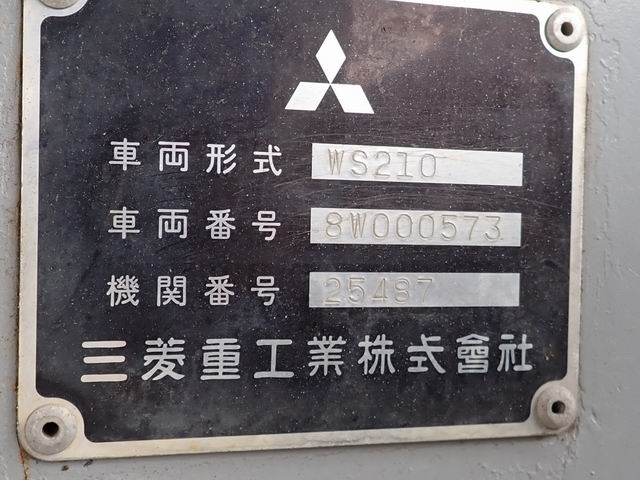 車両形式 WS210
車両番号 8W000573
機関番号 25487
三菱重工業株式會社